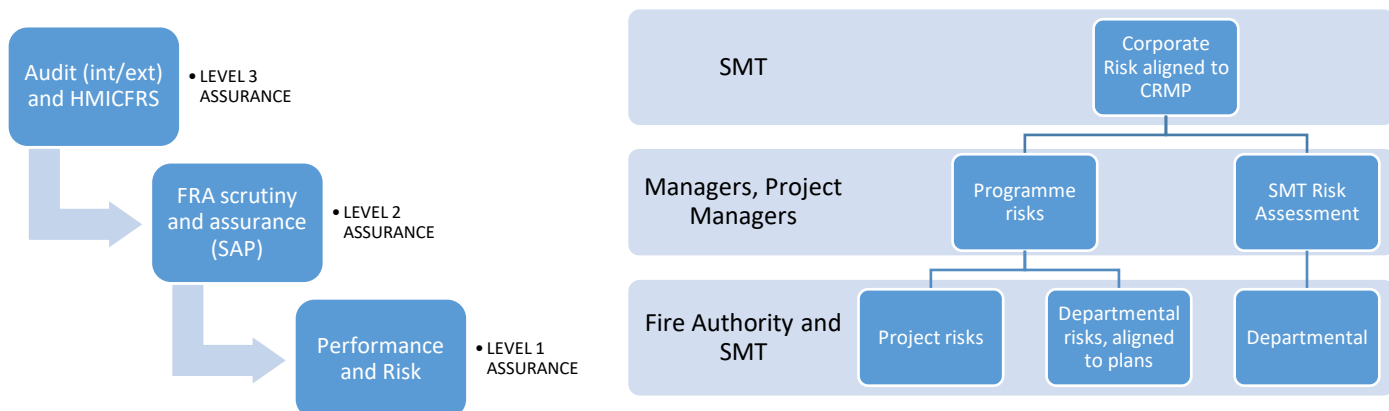 Audit (int/ext)
and HMICFRS
• LEVEL 3
ASSURANCE
FRA scrutiny
and assurance
(SAP)
• LEVEL 2
ASSURANCE
Performance
and Risk
• LEVEL 1
ASSURANCE
SMT
Corporate
Risk aligned to
CRMP
Managers, Project
Managers
Programme
risks
SMT Risk
Assessment
Fire Authority and
SMT
Project risks
Departmental
risks, aligned
to plans
Departmental